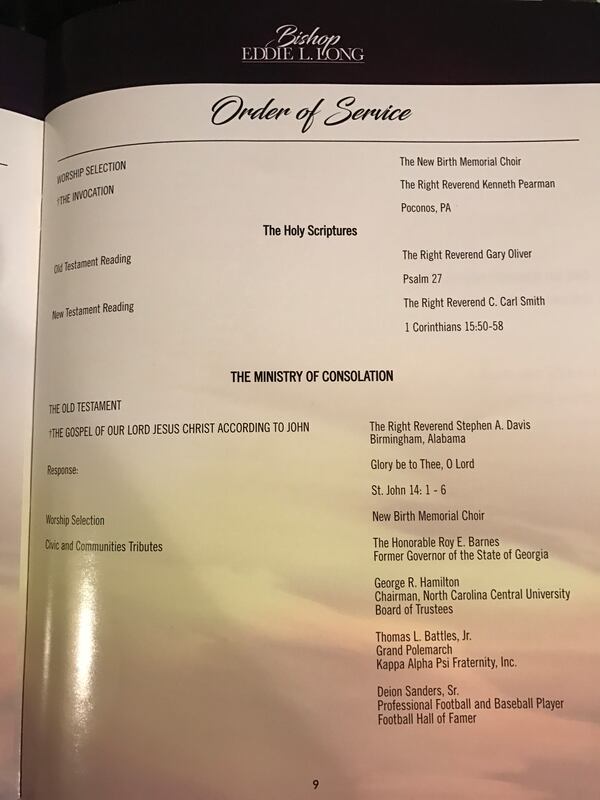 Bishop
EDDIE L. LONG
Order of Service
WORSHIP SELECTION The New Birth Memorial Choir
†THE INVOCATION The Right Reverend Kenneth Pearman
Poconos, PA
The Holy Scriptures
Old Testament Reading The Right Reverend Gary Oliver
Psalm 27
New Testament Reading The Right Reverend C. Carl Smith
1 Corinthians 15:50-58
THE MINISTRY OF CONSOLATION
THE OLD TESTAMENT
†THE GOSPEL OF OUR LORD JESUS CHRIST ACCORDING TO JOHN The Right Reverend Stephen A. Davis
Birmingham, Alabama
Response: Glory be to Thee, O Lord
St. John 14: 1 - 6
Worship Selection New Birth Memorial Choir
Civic and Communities Tributes The Honorable Roy E. Barnes
Former Governor of the State of Georgia
George R. Hamilton
Chairman, North Carolina Central University
Board of Trustees
Thomas L. Battles, Jr.
Grand Polemarch
Kappa Alpha Psi Fraternity, Inc.
Deion Sanders, Sr.
Professional Football and Baseball Player
Football Hall of Famer
9